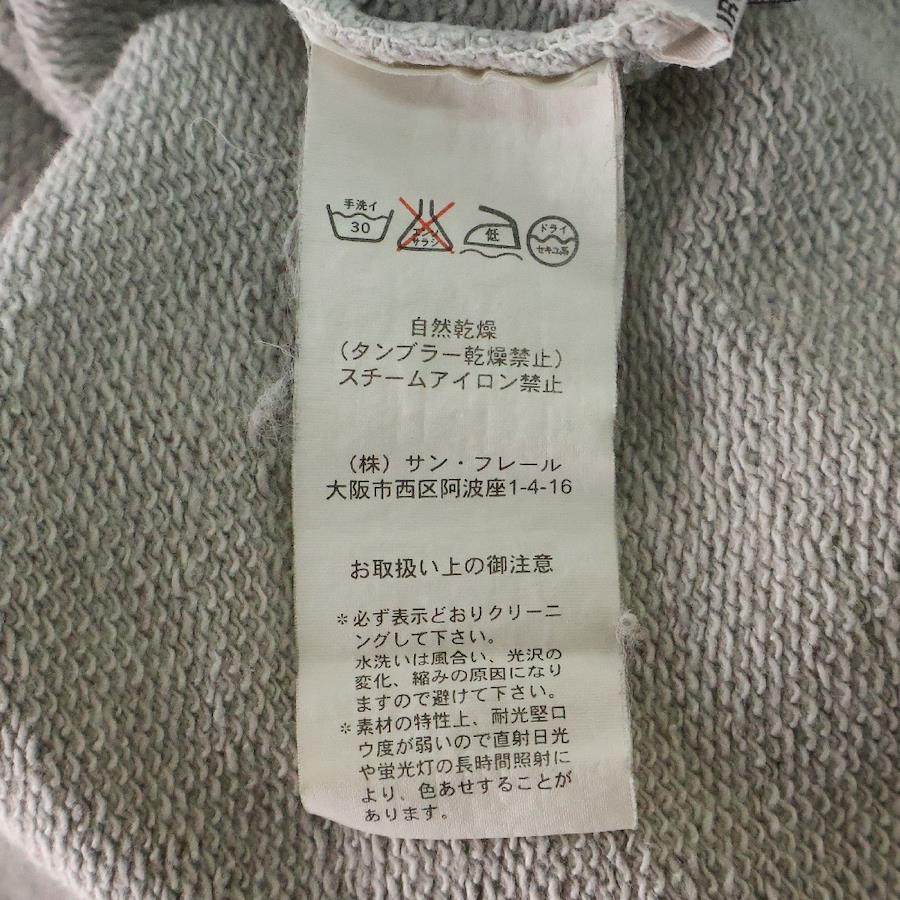 手洗イ
30
エンソ
サラシ
低
ドライ
セキユ系
自然乾燥
（タンブラー乾燥禁止）
スチームアイロン禁止
（株）サン・フレール
大阪市西区阿波座1-4-16
お取扱い上の御注意
＊必ず表示どおりクリーニ
ングして下さい。
水洗いは風合い、光沢の
変化、縮みの原因になり
ますので避けて下さい。
＊素材の特性上、耐光堅ロ
ウ度が弱いので直射日光
や蛍光灯の長時間照射に
より、色あせすることが
あります。